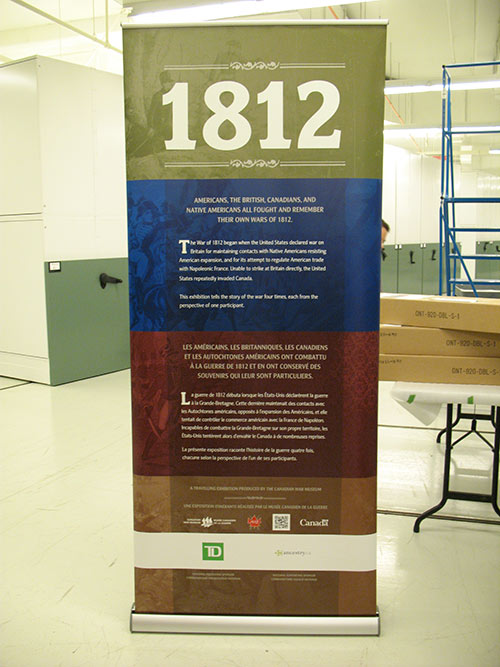 1812
AMERICANS, THE BRITISH, CANADIANS, AND
NATIVE AMERICANS ALL FOUGHT AND REMEMBER
THEIR OWN WARS OF 1812.
The War of 1812 began when the United States declared war on
Britain for maintaining contacts with Native Americans resisting
American expansion, and for its attempt to regulate American trade
with Napoleonic France. Unable to strike at Britain directly, the United
States repeatedly invaded Canada.
This exhibition tells the story of the war four times, each from the
perspective of one participant.
LES AMÉRICAINS, LES BRITANNIQUES, LES CANADIENS
ET LES AUTOCHTONES AMÉRICAINS ONT COMBATTU
À LA GUERRE DE 1812 ET EN ONT CONSERVÉ DES
SOUVENIRS QUI LEUR SONT PARTICULIERS.
La guerre de 1812 débuta lorsque les États-Unis déclarèrent la guerre
à la Grande-Bretagne. Cette dernière maintenait des contacts avec
les Autochtones américains, opposés à l'expansion des Américains, et elle
tentait de contrôler le commerce américain avec la France de Napoléon.
Incapables de combattre la Grande-Bretagne sur son propre territoire, les
États-Unis tentèrent alors d'envahir le Canada à de nombreuses reprises.
La présente exposition raconte l'histoire de la guerre quatre fois,
chacune selon la perspective de l'un de ses participants.
A TRAVELLING EXHIBITION PRODUCED BY THE CANADIAN WAR MUSEUM
UNE EXPOSITION ITINÉRANTE RÉALISÉE PAR LE MUSÉE CANADIEN DE LA GUERRE
Canada
TD
ancestry.ca
ONT-920-DBL-S-1
ONT-920-DBL-S-1